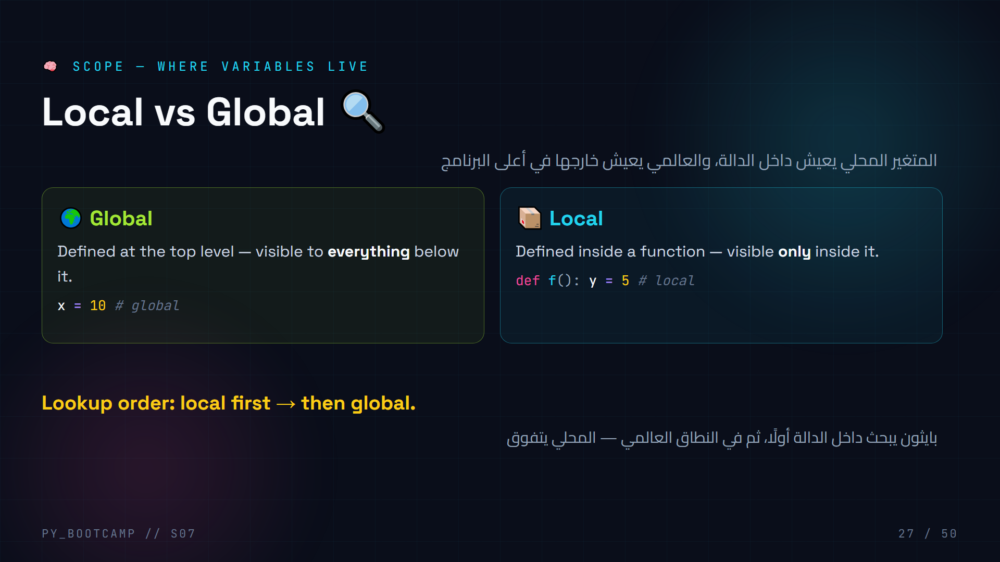 🧠 SCOPE — WHERE VARIABLES LIVE
Local vs Global 🔍
المتغير المحلي يعيش داخل الدالة، والعالمي يعيش خارجها في أعلى البرنامج
🌍 Global
Defined at the top level — visible to everything below
it.
x = 10 # global
📦 Local
Defined inside a function — visible only inside it.
def f(): y = 5 # local
Lookup order: local first → then global.
بايثون يبحث داخل الدالة أولًا، ثم في النطاق العالمي — المحلي يتفوق
PY_BOOTCAMP // S07
27 / 50